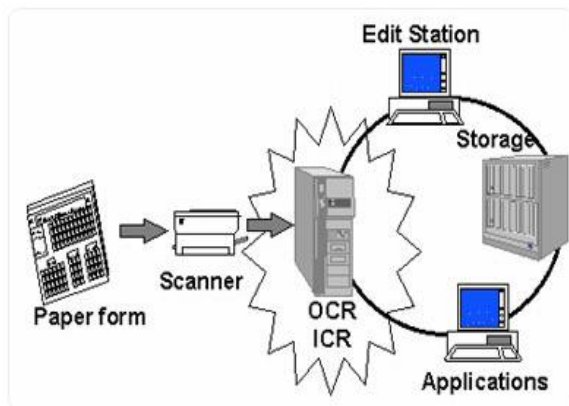 Edit Station
Storage
Scanner
Paper form
OCR
ICR
Applications